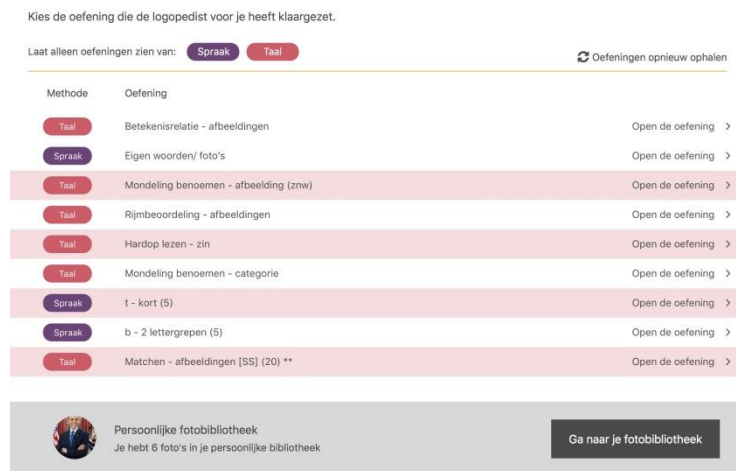 Kies de oefening die de logopedist voor je heeft klaargezet.
Laat alleen oefeningen zien van: Spraak Taal Oefeningen opnieuw ophalen
Methode Oefening
Taal Betekenisrelatie - afbeeldingen Open de oefening >
Spraak Eigen woorden/ foto's Open de oefening >
Taal Mondeling benoemen - afbeelding (znw) Open de oefening >
Taal Rijmbeoordeling - afbeeldingen Open de oefening >
Taal Hardop lezen - zin Open de oefening >
Taal Mondeling benoemen - categorie Open de oefening >
Spraak t - kort (5) Open de oefening >
Spraak b - 2 lettergrepen (5) Open de oefening >
Taal Matchen - afbeeldingen [SS] (20) ** Open de oefening >
Persoonlijke fotobibliotheek
Je hebt 6 foto's in je persoonlijke bibliotheek
Ga naar je fotobibliotheek